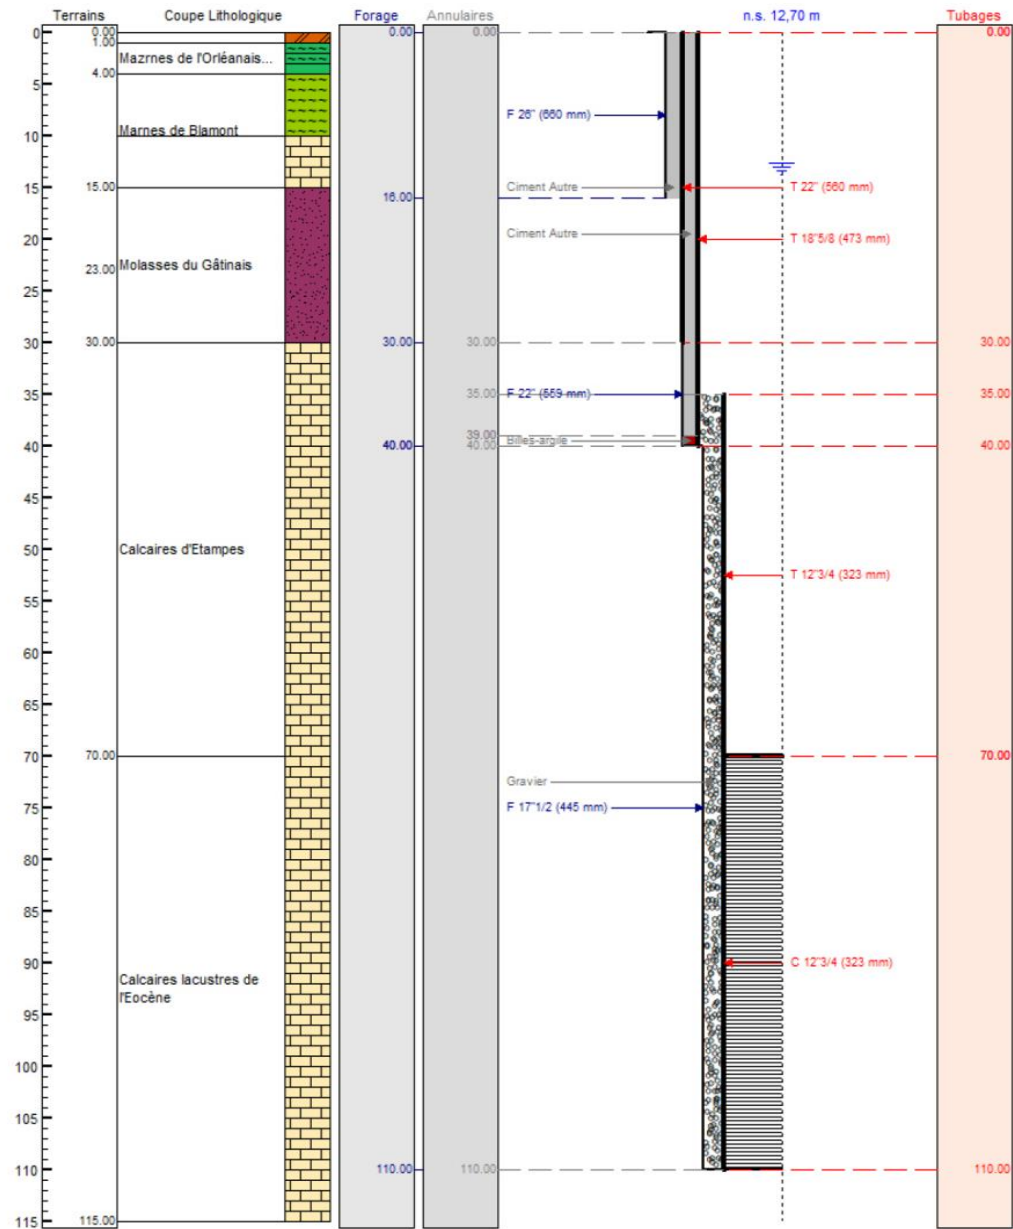 Terrains Coupe Lithologique Forage Annulaires n.s. 12,70 m Tubages
0 0.00 0.00 0.00 0.00
1.00
Mazrnes de l'Orléanais...
4.00
5
F 26" (660 mm)
Marnes de Blamont
10
15 15.00 Ciment Autre T 22" (560 mm)
16.00
Ciment Autre T 18"5/8 (473 mm)
20
23.00 Molasses du Gâtinais
25
30 30.00 30.00 30.00 30.00
35 35.00 F 22" (559 mm) 35.00
39.00
Billes-argile
40 40.00 40.00 40.00
45
50 Calcaires d'Etampes
T 12"3/4 (323 mm)
55
60
65
70 70.00 70.00
Gravier
75 F 17"1/2 (445 mm)
80
85
90 C 12"3/4 (323 mm)
Calcaires lacustres de
l'Eocène
95
100
105
110 110.00 110.00 110.00
115 115.00